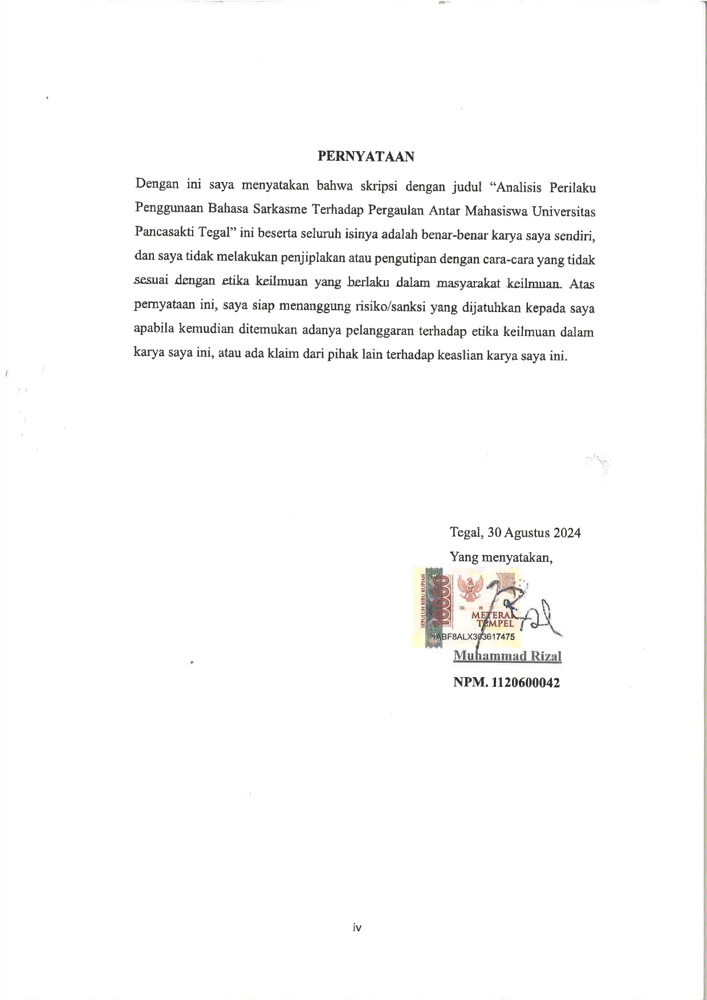 PERNYATAAN
Dengan ini saya menyatakan bahwa skripsi dengan judul “Analisis Perilaku
Penggunaan Bahasa Sarkasme Terhadap Pergaulan Antar Mahasiswa Universitas
Pancasakti Tegal” ini beserta seluruh isinya adalah benar-benar karya saya sendiri,
dan saya tidak melakukan penjiplakan atau pengutipan dengan cara-cara yang tidak
sesuai dengan etika keilmuan yang berlaku dalam masyarakat keilmuan. Atas
pernyataan ini, saya siap menanggung risiko/sanksi yang dijatuhkan kepada saya
apabila kemudian ditemukan adanya pelanggaran terhadap etika keilmuan dalam
karya saya ini, atau ada klaim dari pihak lain terhadap keaslian karya saya ini.
Tegal, 30 Agustus 2024
Yang menyatakan,
SEPULUH RIBU RUPIAH
10000
TGL. 20
METERAI
TEMPEL
1ABF8ALX303617475
Muhammad Rizal
NPM. 1120600042
iv